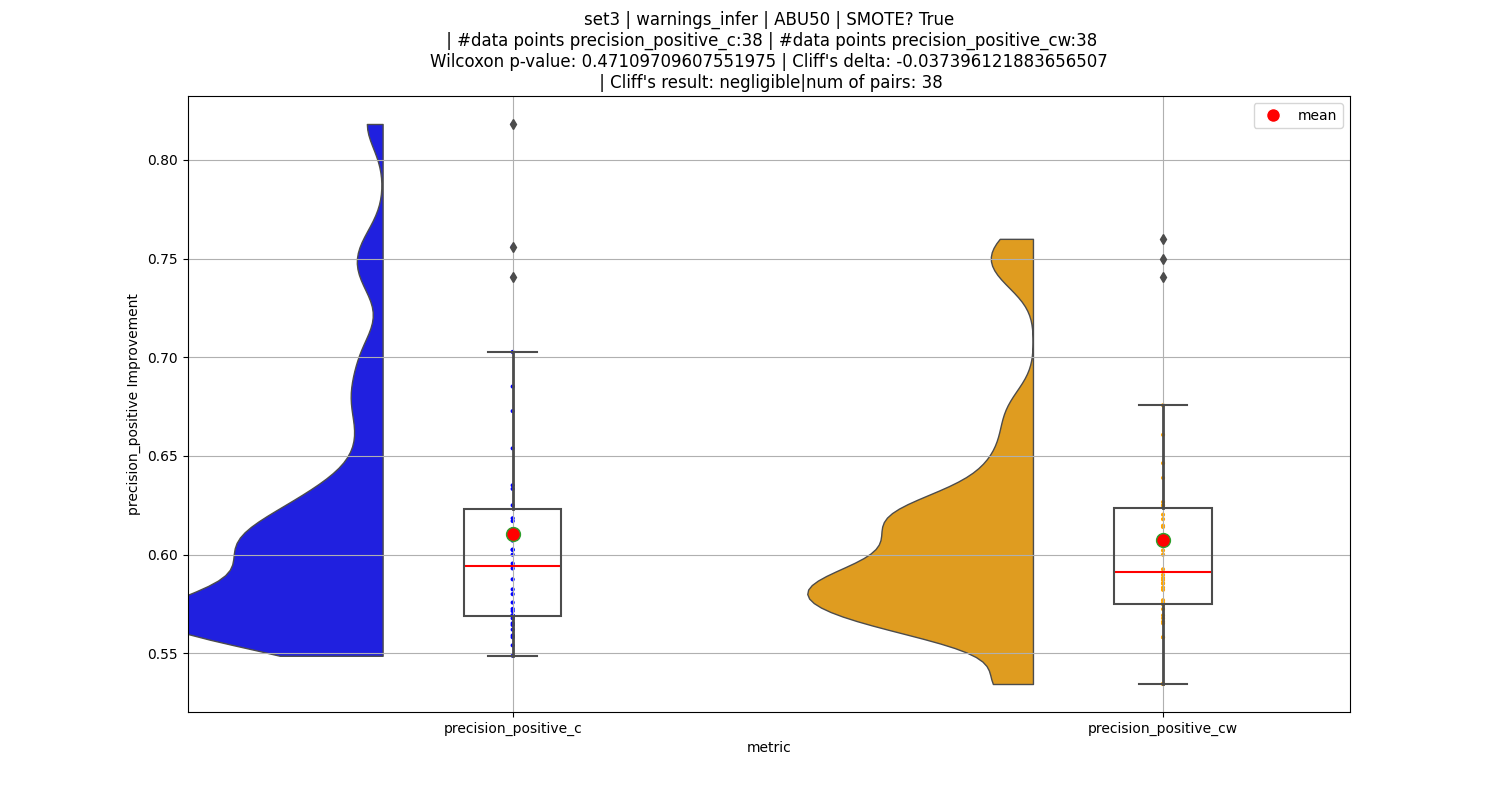 set3 | warnings_infer | ABU50 | SMOTE? True
| #data points precision_positive_c:38 | #data points precision_positive_cw:38
Wilcoxon p-value: 0.47109709607551975 | Cliff's delta: -0.037396121883656507
| Cliff's result: negligible|num of pairs: 38
mean
0.80
0.75
0.70
0.65
0.60
0.55
precision_positive Improvement
precision_positive_c
precision_positive_cw
metric